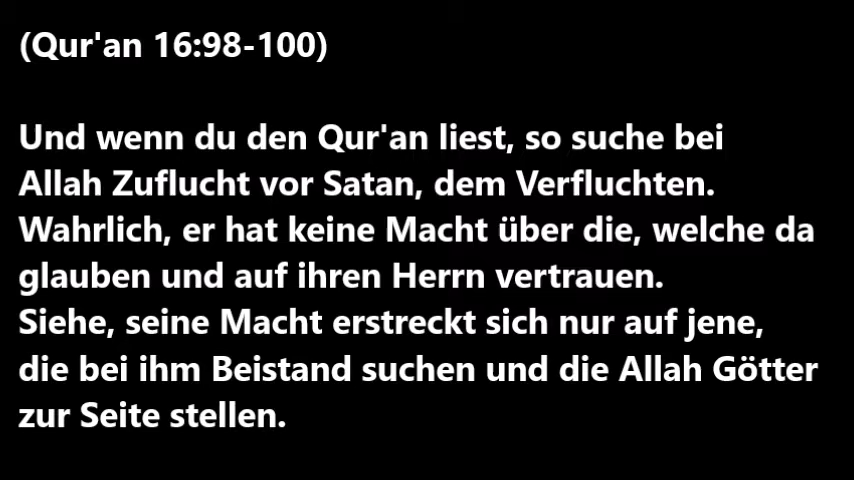 (Qur'an 16:98-100)
Und wenn du den Qur'an liest, so suche bei
Allah Zuflucht vor Satan, dem Verfluchten.
Wahrlich, er hat keine Macht über die, welche da
glauben und auf ihren Herrn vertrauen.
Siehe, seine Macht erstreckt sich nur auf jene,
die bei ihm Beistand suchen und die Allah Götter
zur Seite stellen.